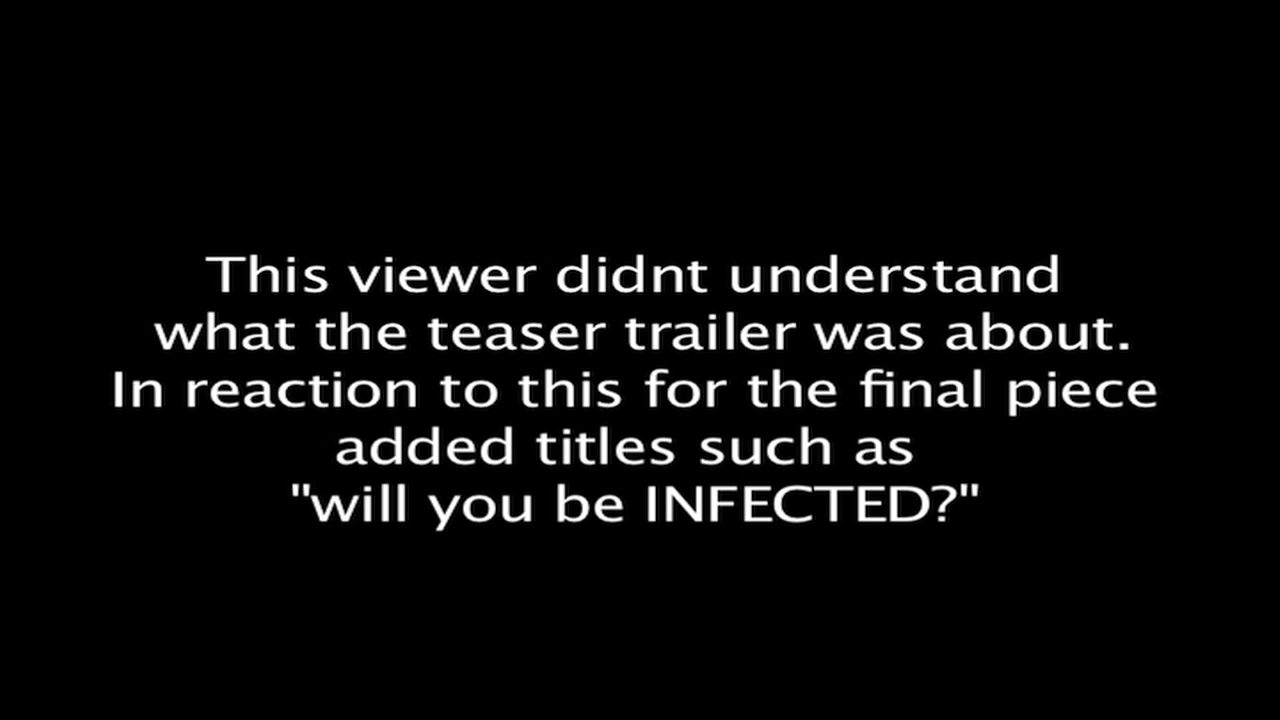 This viewer didnt understand
what the teaser trailer was about.
In reaction to this for the final piece
added titles such as
"will you be INFECTED?"